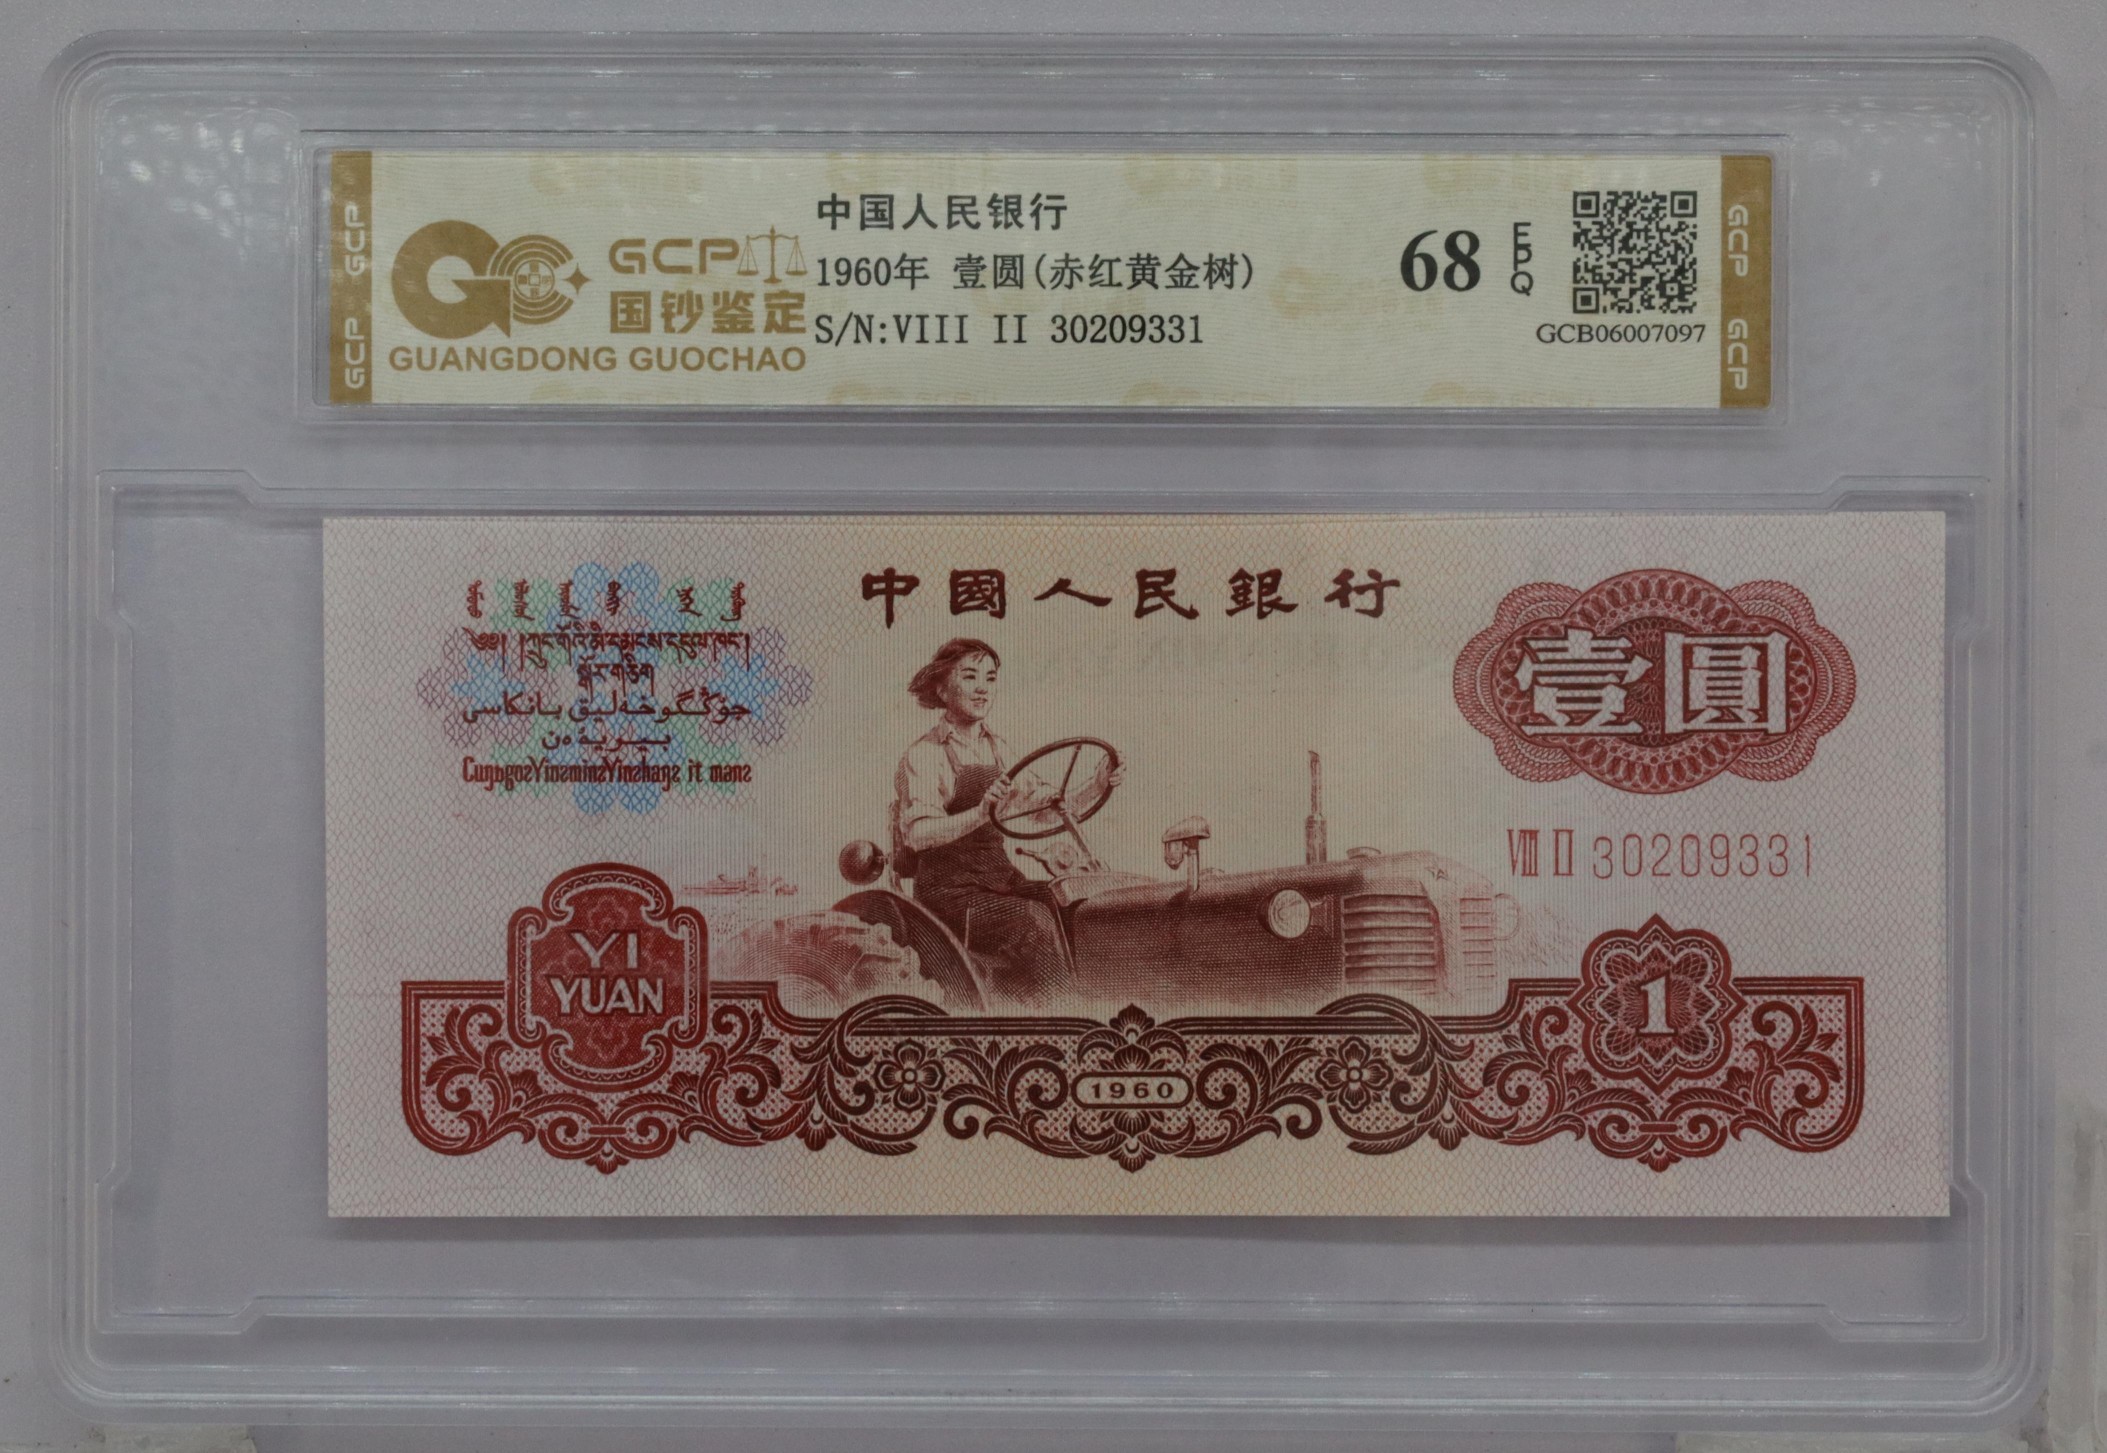 GCP GCP
GCP
国钞鉴定
GUANGDONG GUOCHAO
中国人民银行
1960年 壹圆(赤红黄金树)
S/N:VIII II 30209331
68 EPQ
GCB06007097
GCP GCP
中國人民銀行
壹圓
VIII II 30209331
YI
YUAN
1960
1